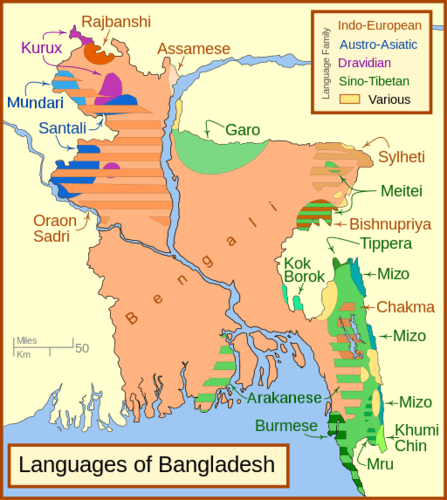 Rajbanshi
Kurux
Assamese
Indo-European
Austro-Asiatic
Dravidian
Sino-Tibetan
Various
Language Family
Mundari
Santali
Garo
Sylheti
Meitei
Oraon
Sadri
Bishnupriya
Tippera
Bengali
Kok
Borok
Mizo
Chakma
Mizo
Miles
Km
50
Arakanese
Mizo
Burmese
Khumi
Chin
Mru
Languages of Bangladesh